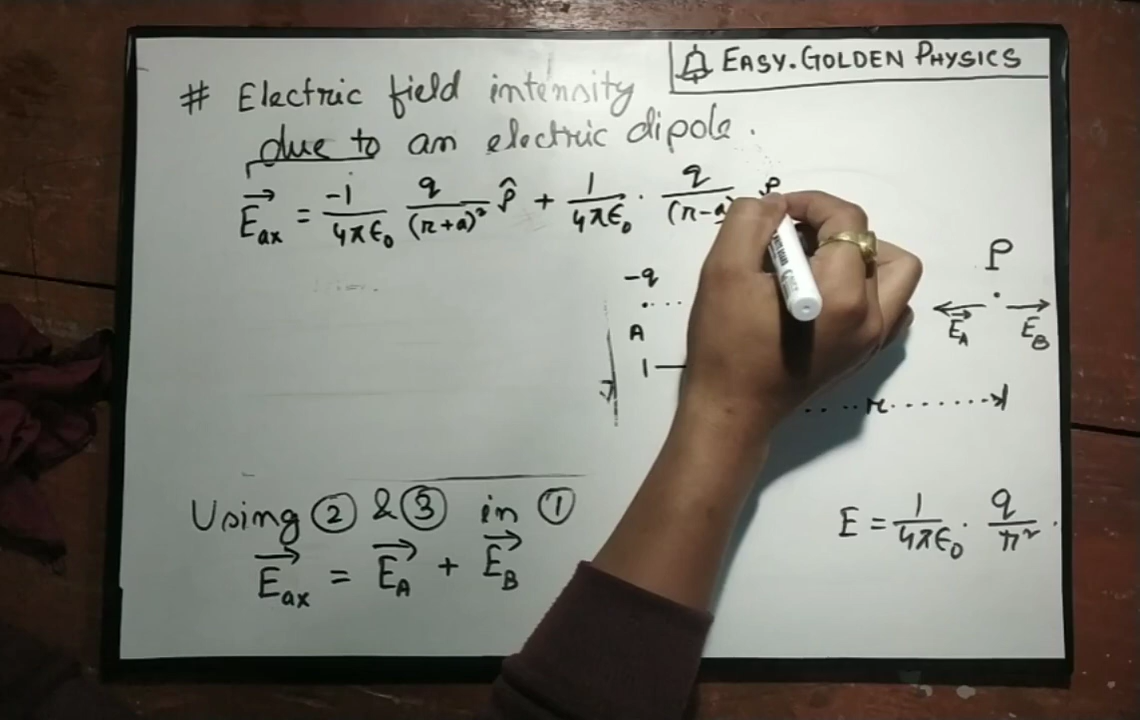 EASY.GOLDEN PHYSICS
# Electric field intensity
due to an electric dipole.
E⃗ax = -1/4πε₀ q/(r+a)² p̂ + 1/4πε₀ · q/(r-a) p
-q
A
P
E⃗A
EB
r
Using ② & ③ in ①
E⃗ax = E⃗A + E⃗B
E = 1/4πε₀ · q/r² ·